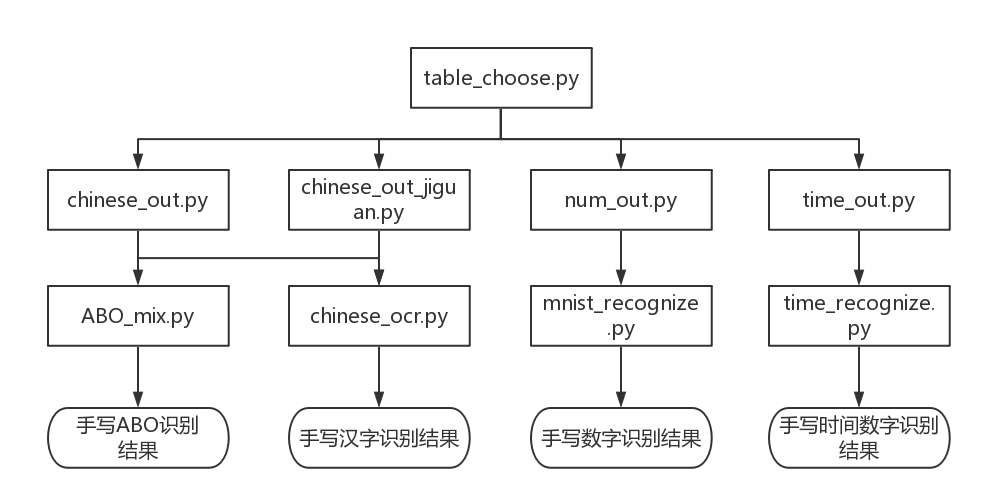 table_choose.py
chinese_out.py
chinese_out_jigu
an.py
num_out.py
time_out.py
ABO_mix.py
chinese_ocr.py
mnist_recognize
.py
time_recognize.
py
手写ABO识别
结果
手写汉字识别结果
手写数字识别结果
手写时间数字识别
结果